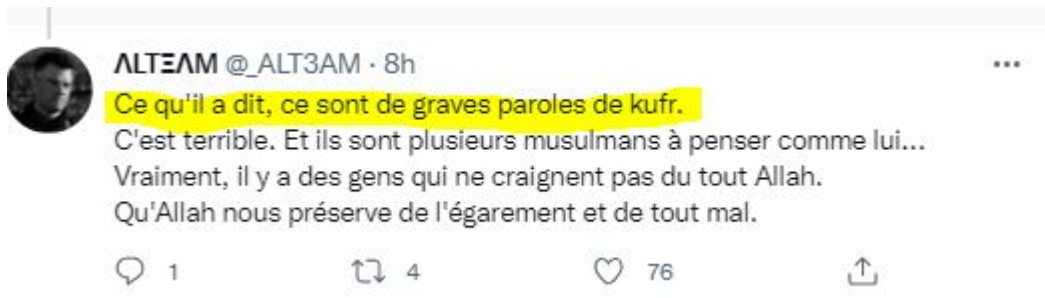 ΛLTΞΛM @_ALT3AM · 8h
Ce qu'il a dit, ce sont de graves paroles de kufr.
C'est terrible. Et ils sont plusieurs musulmans à penser comme lui...
Vraiment, il y a des gens qui ne craignent pas du tout Allah.
Qu'Allah nous préserve de l'égarement et de tout mal.
1 4 76